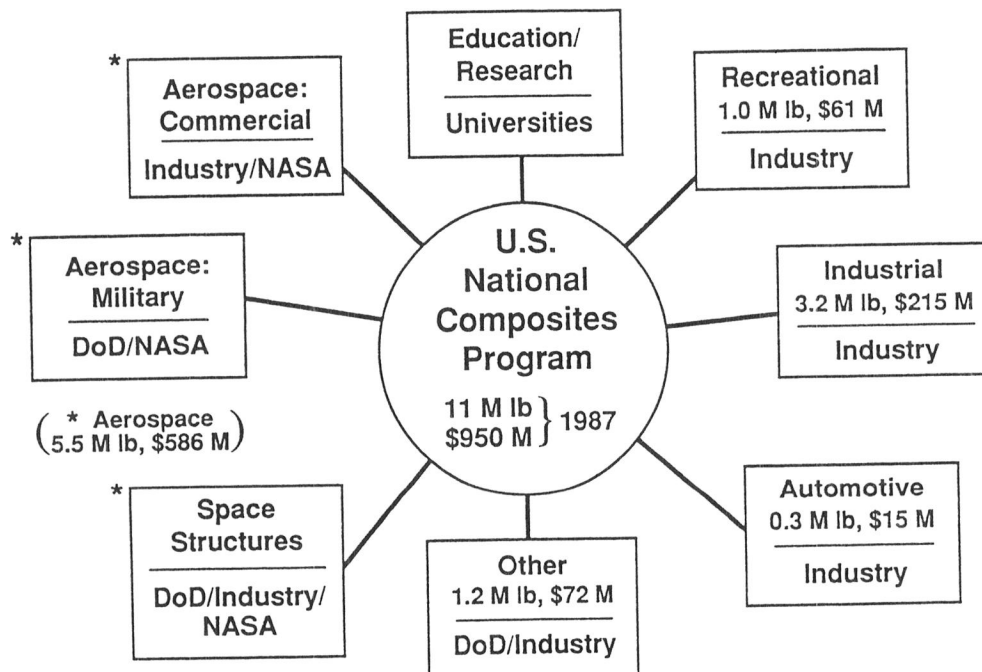 Education/
Research
Universities
*
Aerospace:
Commercial
Industry/NASA
Recreational
1.0 M lb, $61 M
Industry
*
Aerospace:
Military
DoD/NASA
U.S.
National
Composites
Program
11 M lb
$950 M } 1987
Industrial
3.2 M lb, $215 M
Industry
(* Aerospace
5.5 M lb, $586 M)
*
Space
Structures
DoD/Industry/
NASA
Other
1.2 M lb, $72 M
DoD/Industry
Automotive
0.3 M lb, $15 M
Industry